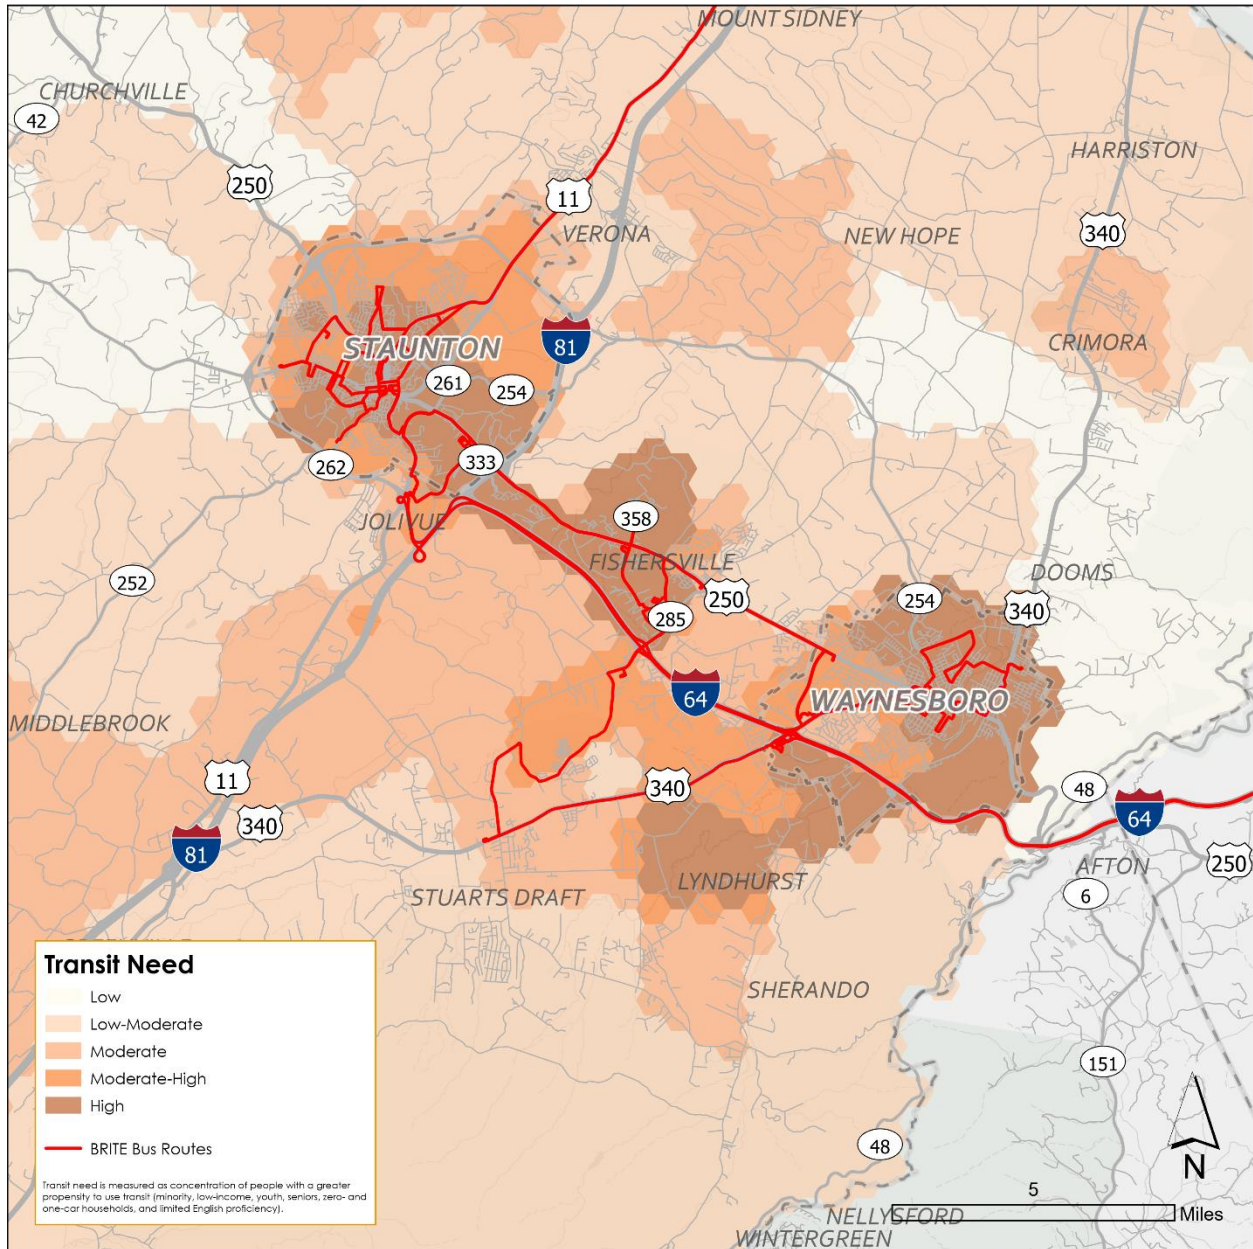 MOUNT SIDNEY
CHURCHVILLE
42
250
11
HARRISTON
340
VERONA
NEW HOPE
STAUNTON
81
CRIMORA
261
254
262
333
JOLIVUE
358
FISHERSVILLE
252
250
285
254
DOOMS
340
64
WAYNESBORO
MIDDLEBROOK
11
340
81
340
48
64
250
AFTON
6
LYNDHURST
STUARTS DRAFT
SHERANDO
151
48
NELLYSFORD
WINTERGREEN
Transit Need
Low
Low-Moderate
Moderate
Moderate-High
High
BRITE Bus Routes
Transit need is measured as concentration of people with a greater
propensity to use transit (minority, low-income, youth, seniors, zero- and
one-car households, and limited English proficiency).
N
5
Miles